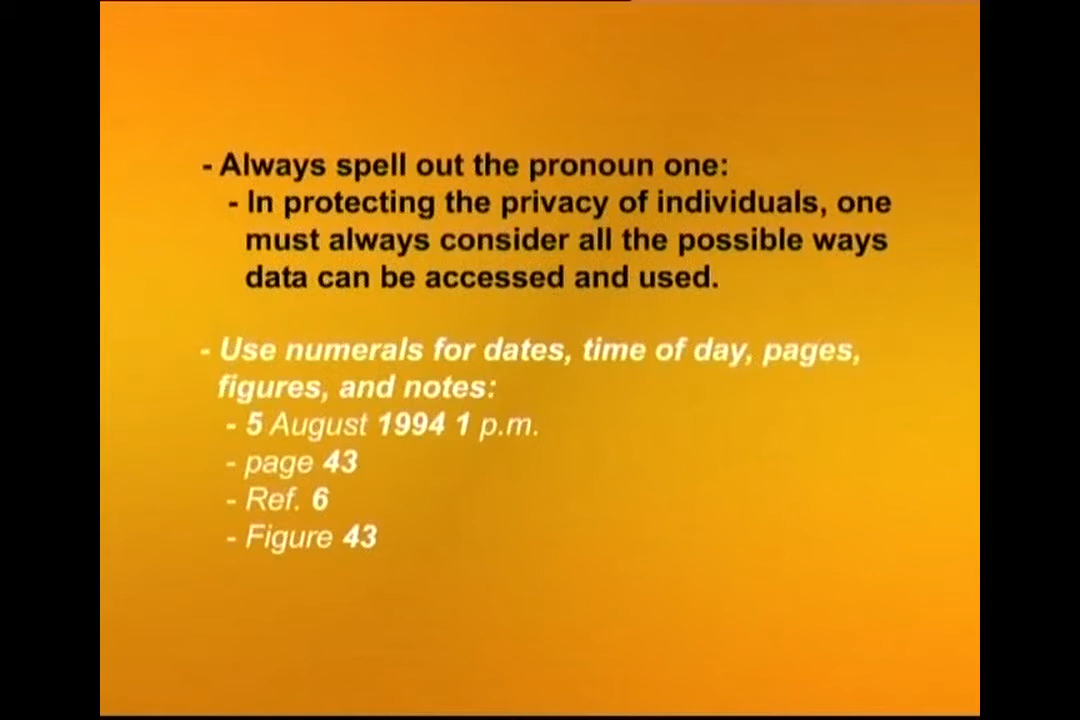 - Always spell out the pronoun one:
- In protecting the privacy of individuals, one
must always consider all the possible ways
data can be accessed and used.
- Use numerals for dates, time of day, pages,
figures, and notes:
- 5 August 1994 1 p.m.
- page 43
- Ref. 6
- Figure 43